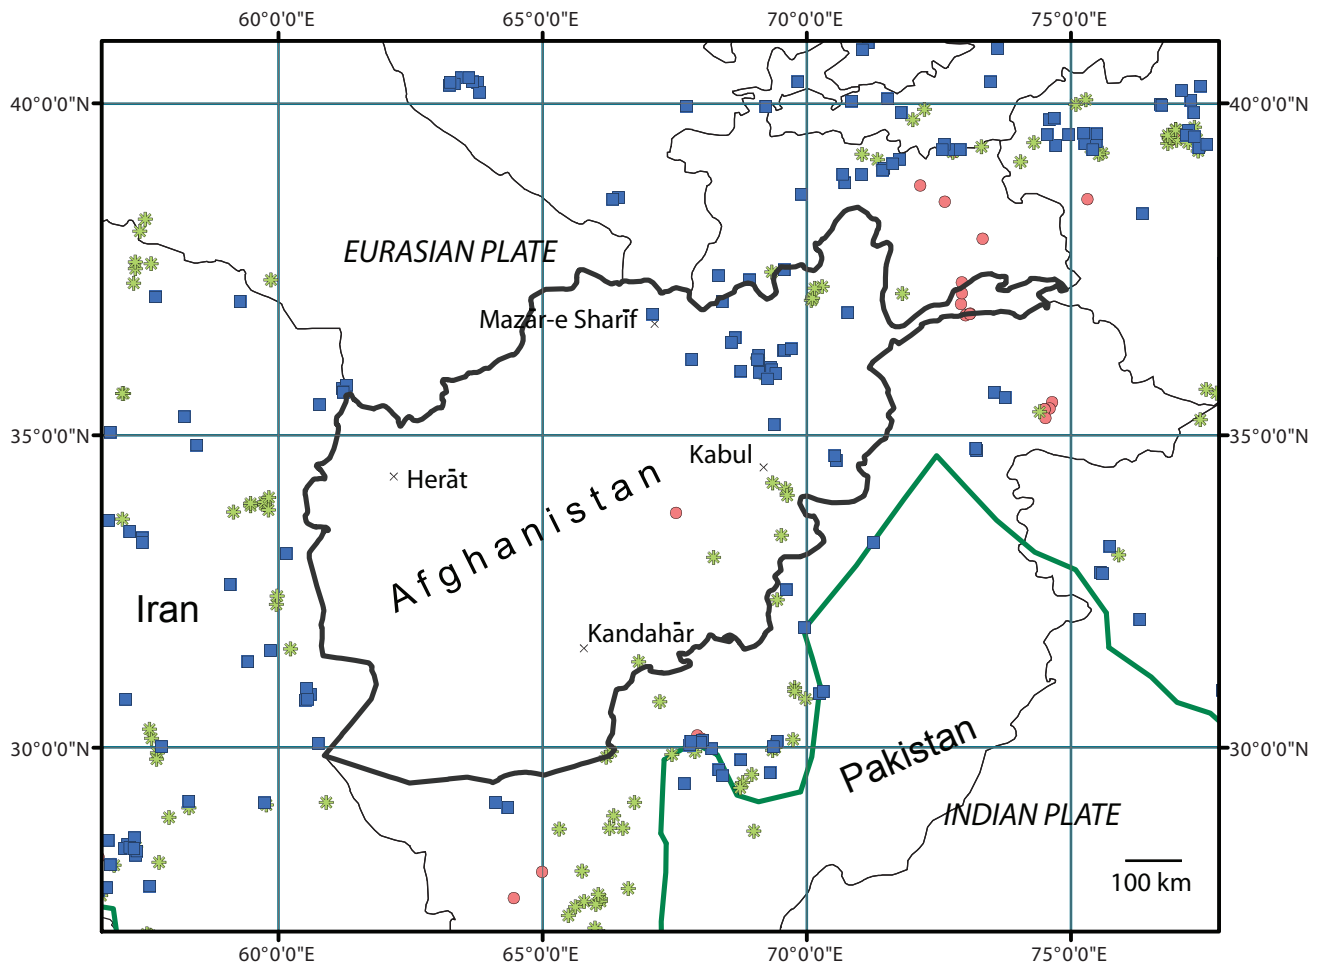 60°0'0"E 65°0'0"E 70°0'0"E 75°0'0"E
40°0'0"N 40°0'0"N
EURASIAN PLATE
Mazār-e Sharīf
35°0'0"N 35°0'0"N
Kabul
Herāt
Afghanistan
Iran
Kandahār
30°0'0"N 30°0'0"N
Pakistan
INDIAN PLATE
100 km
60°0'0"E 65°0'0"E 70°0'0"E 75°0'0"E